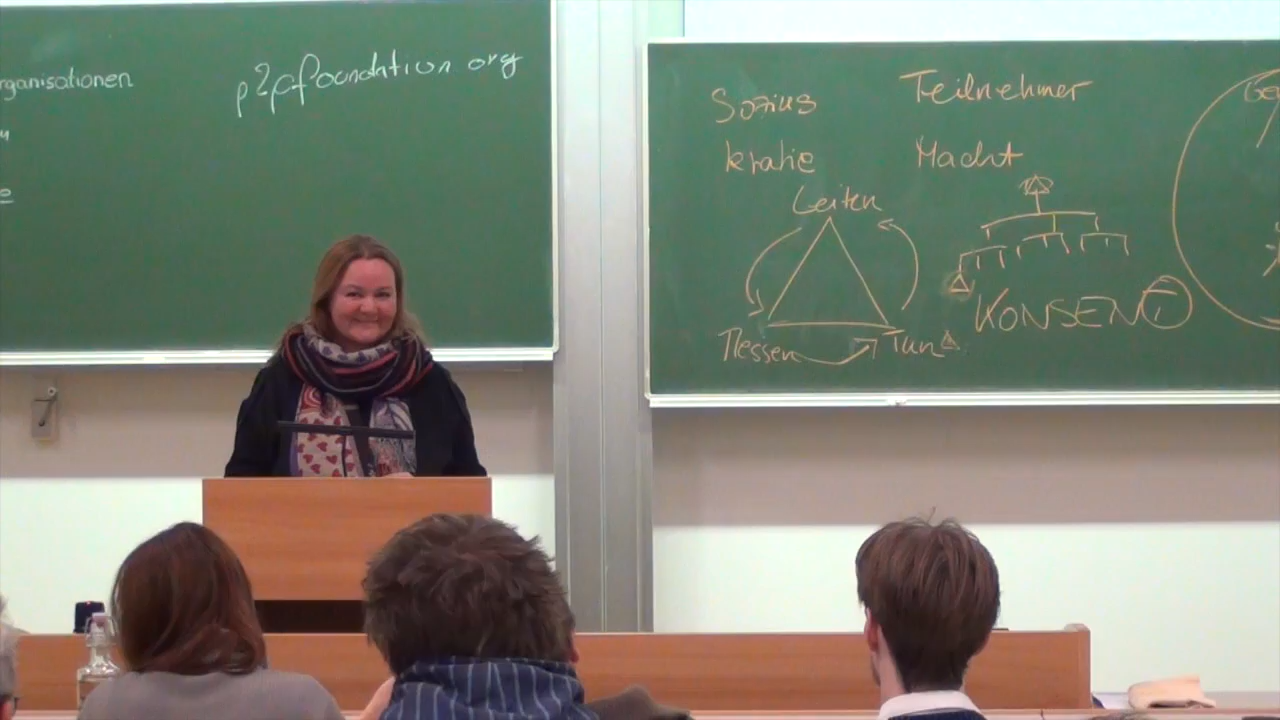 rganisationen
p2pfoundation.org
Sozius Teilnehmer
kratie Macht
Leiten
KONSENT
Messen Tun